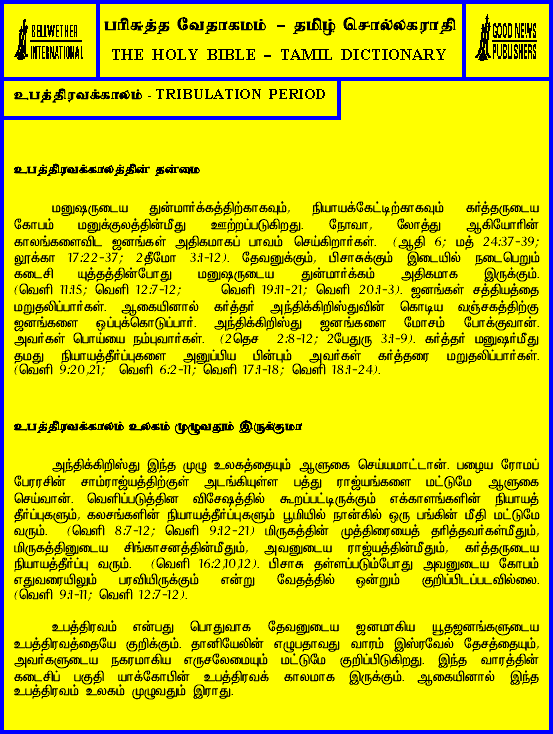 BELLWETHER
INTERNATIONAL
பரிசுத்த வேதாகமம் – தமிழ் சொல்லகராதி
THE HOLY BIBLE – TAMIL DICTIONARY
GOOD NEWS
PUBLISHERS
உபத்திரவக்காலம் - TRIBULATION PERIOD
உபத்திரவக்காலத்தின் தன்மை
மனுஷருடைய துன்மார்க்கத்திற்காகவும், நியாயக்கேட்டிற்காகவும் கர்த்தருடைய
கோபம் மனுக்குலத்தின்மீது ஊற்றப்படுகிறது. நோவா, லோத்து ஆகியோரின்
காலங்களைவிட ஜனங்கள் அதிகமாகப் பாவம் செய்கிறார்கள். (ஆதி 6; மத் 24:37-39;
லூக்கா 17:22-37; 2தீமோ 3:1-12). தேவனுக்கும், பிசாசுக்கும் இடையில் நடைபெறும்
கடைசி யுத்தத்தின்போது மனுஷருடைய துன்மார்க்கம் அதிகமாக இருக்கும்.
(வெளி 11:15; வெளி 12:7-12; வெளி 19:11-21; வெளி 20:1-3). ஜனங்கள் சத்தியத்தை
மறுதலிப்பார்கள். ஆகையினால் கர்த்தர் அந்திக்கிறிஸ்துவின் கொடிய வஞ்சகத்திற்கு
ஜனங்களை ஒப்புக்கொடுப்பார். அந்திக்கிறிஸ்து ஜனங்களை மோசம் போக்குவான்.
அவர்கள் பொய்யை நம்புவார்கள். (2தெச 2:8-12; 2பேதுரு 3:1-9). கர்த்தர் மனுஷர்மீது
தமது நியாயத்தீர்ப்புகளை அனுப்பிய பின்பும் அவர்கள் கர்த்தரை மறுதலிப்பார்கள்.
(வெளி 9:20,21; வெளி 6:2-11; வெளி 17:1-18; வெளி 18:1-24).
உபத்திரவக்காலம் உலகம் முழுவதும் இருக்குமா
அந்திக்கிறிஸ்து இந்த முழு உலகத்தையும் ஆளுகை செய்யமாட்டான். பழைய ரோமப்
பேரரசின் சாம்ராஜ்யத்திற்குள் அடங்கியுள்ள பத்து ராஜ்யங்களை மட்டுமே ஆளுகை
செய்வான். வெளிப்படுத்தின விசேஷத்தில் கூறப்பட்டிருக்கும் எக்காளங்களின் நியாயத்
தீர்ப்புகளும், கலசங்களின் நியாயத்தீர்ப்புகளும் பூமியில் நான்கில் ஒரு பங்கின் மீதி மட்டுமே
வரும். (வெளி 8:7-12; வெளி 9:12-21) மிருகத்தின் முத்திரையைத் தரித்தவர்கள்மீதும்,
மிருகத்தினுடைய சிங்காசனத்தின்மீதும், அவனுடைய ராஜ்யத்தின்மீதும், கர்த்தருடைய
நியாயத்தீர்ப்பு வரும். (வெளி 16:2,10,12). பிசாசு தள்ளப்படும்போது அவனுடைய கோபம்
எதுவரையிலும் பரவியிருக்கும் என்று வேதத்தில் ஒன்றும் குறிப்பிடப்படவில்லை.
(வெளி 9:1-11; வெளி 12:7-12).
உபத்திரவம் என்பது பொதுவாக தேவனுடைய ஜனமாகிய யூதஜனங்களுடைய
உபத்திரவத்தையே குறிக்கும். தானியேலின் எழுபதாவது வாரம் இஸ்ரவேல் தேசத்தையும்,
அவர்களுடைய நகரமாகிய எருசலேமையும் மட்டுமே குறிப்பிடுகிறது. இந்த வாரத்தின்
கடைசிப் பகுதி யாக்கோபின் உபத்திரவக் காலமாக இருக்கும். ஆகையினால் இந்த
உபத்திரவம் உலகம் முழுவதும் இராது.